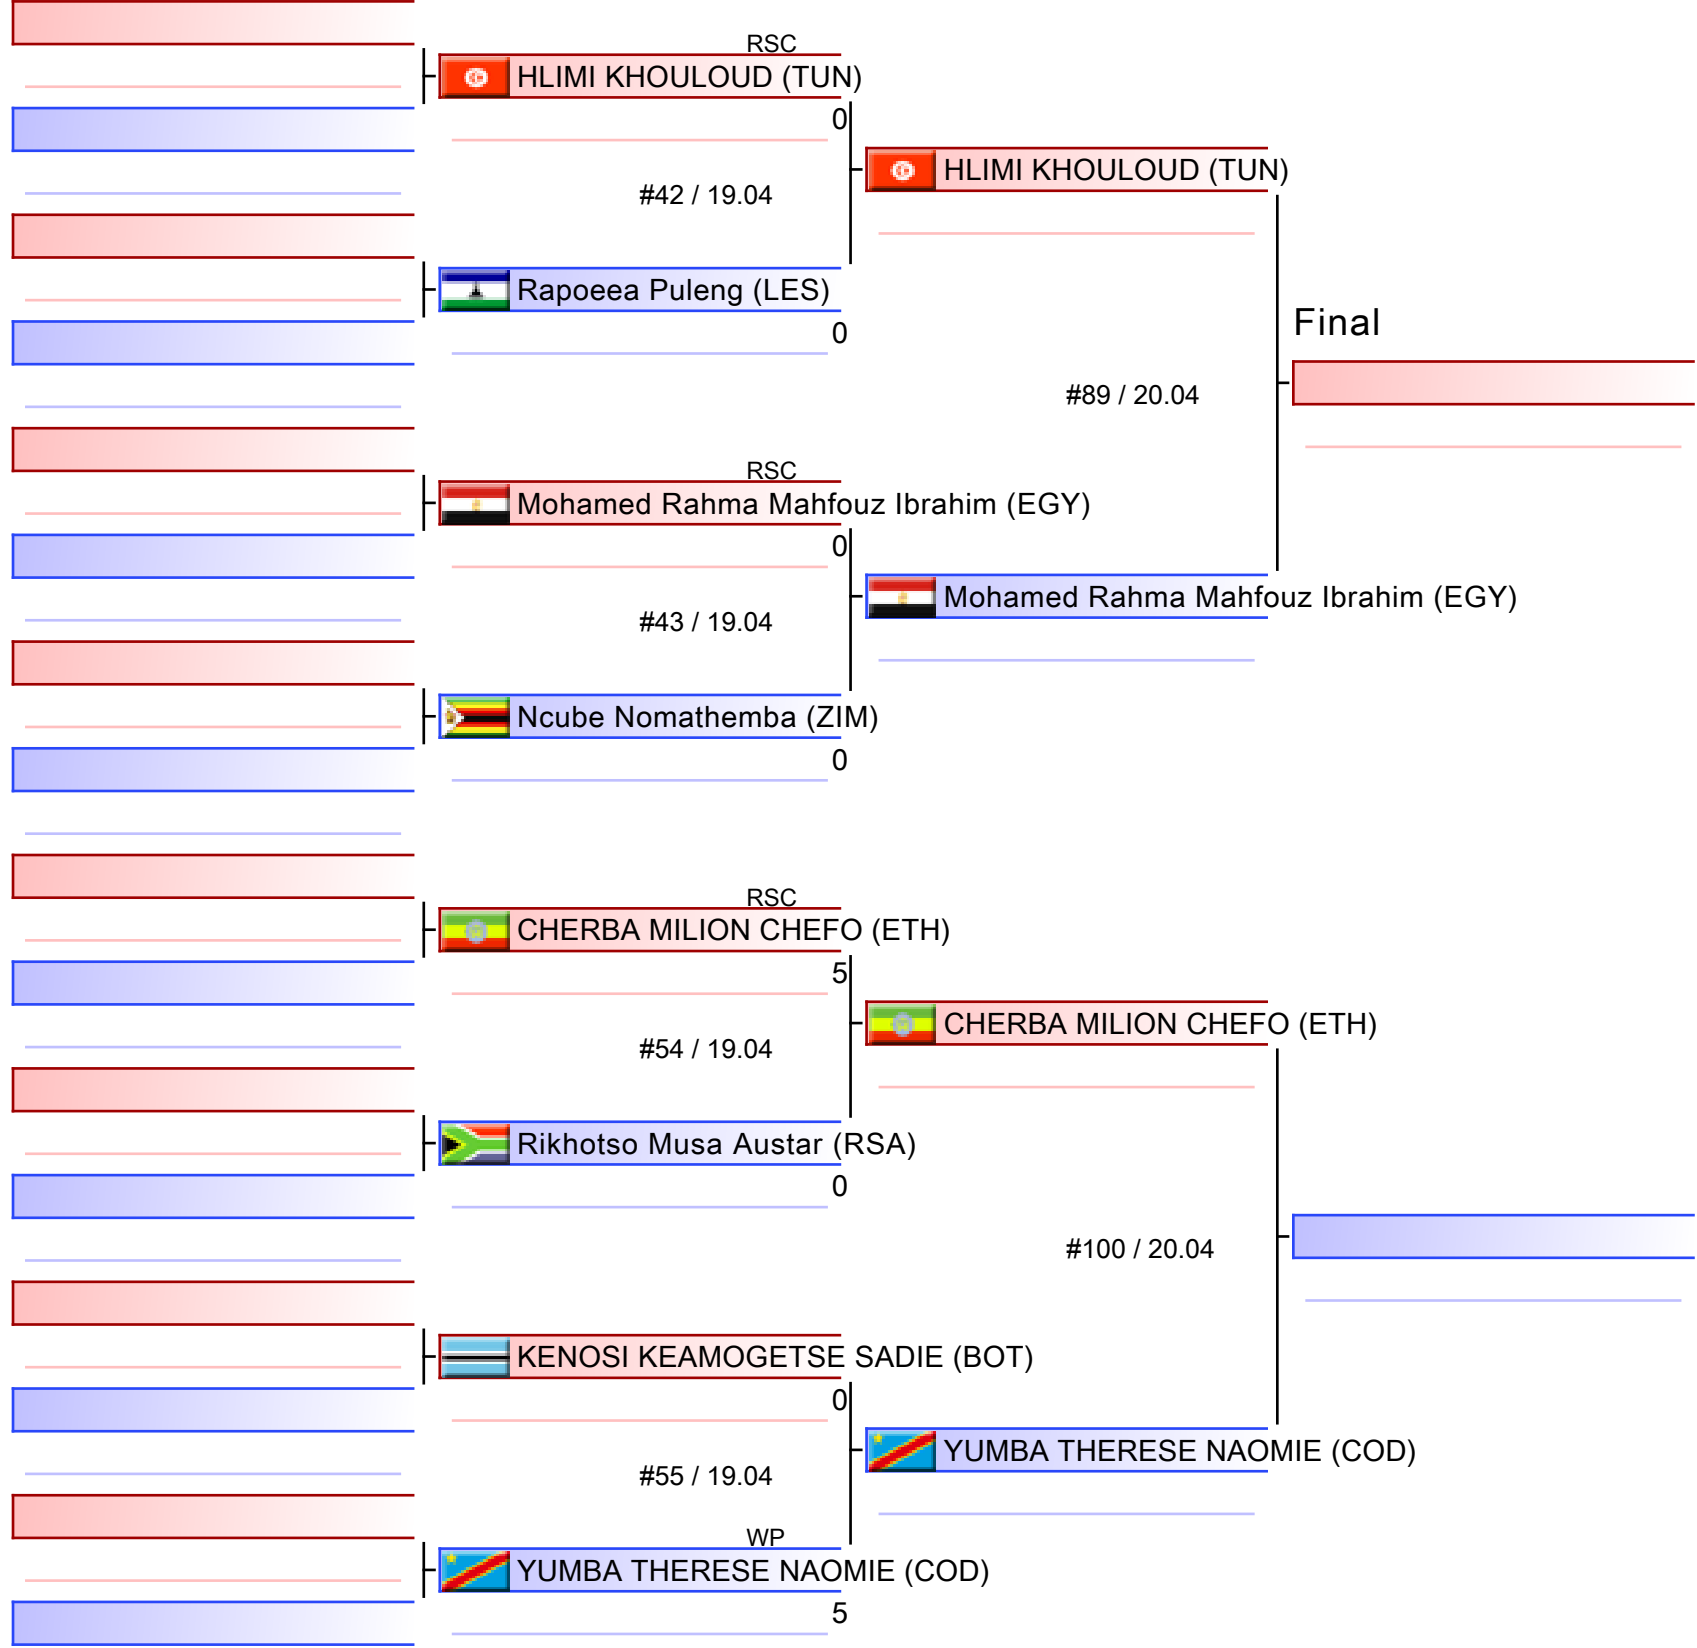 RSC
HLIMI KHOULOUD (TUN)
0
HLIMI KHOULOUD (TUN)
#42 / 19.04
Rapoeea Puleng (LES)
0
Final
#89 / 20.04
RSC
Mohamed Rahma Mahfouz Ibrahim (EGY)
0
Mohamed Rahma Mahfouz Ibrahim (EGY)
#43 / 19.04
Ncube Nomathemba (ZIM)
0
RSC
CHERBA MILION CHEFO (ETH)
5
CHERBA MILION CHEFO (ETH)
#54 / 19.04
Rikhotso Musa Austar (RSA)
0
#100 / 20.04
KENOSI KEAMOGETSE SADIE (BOT)
0
YUMBA THERESE NAOMIE (COD)
#55 / 19.04
WP
YUMBA THERESE NAOMIE (COD)
5